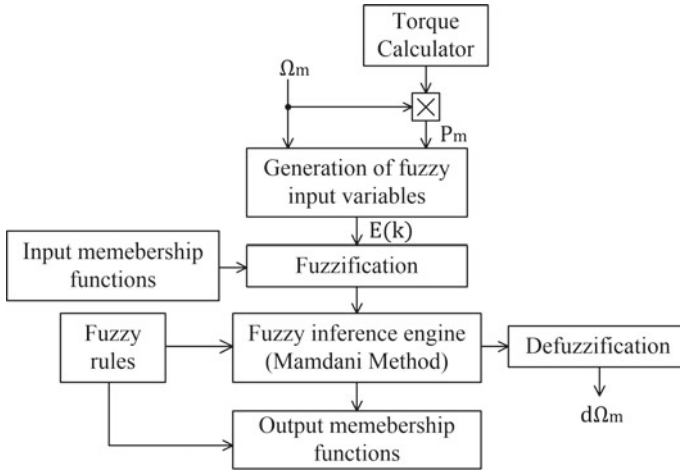 Torque
Calculator
Ωm
Pm
Generation of fuzzy
input variables
E(k)
Input memebership
functions
Fuzzification
Fuzzy
rules
Fuzzy inference engine
(Mamdani Method)
Defuzzification
dΩm
Output memebership
functions